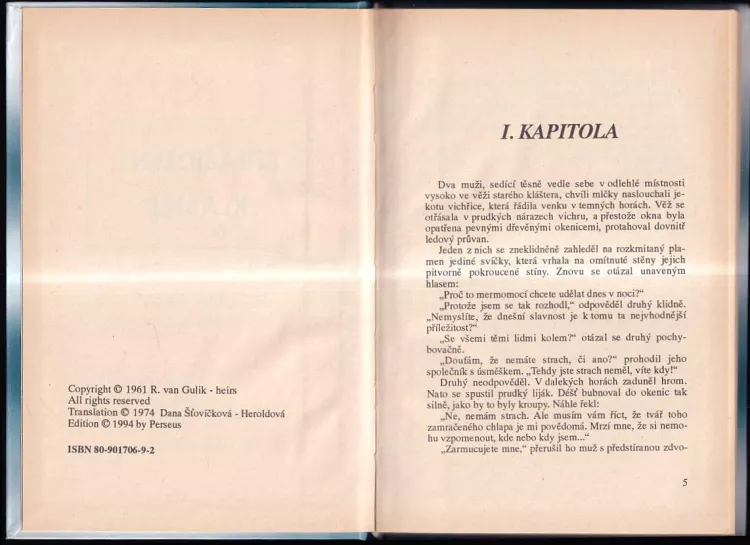 Copyright © 1961 R. van Gulik - heirs
All rights reserved
Translation © 1974 Dana Šťovíčková - Heroldová
Edition © 1994 by Perseus
ISBN 80-901706-9-2
I. KAPITOLA
Dva muži, sedící těsně vedle sebe v odlehlé místnosti
vysoko ve věži starého kláštera, chvíli mlčky naslouchali je-
kotu vichřice, která řádila venku v temných horách. Věž se
otřásala v prudkých nárazech vichru, a přestože okna byla
opatřena pevnými dřevěnými okenicemi, protahoval dovnitř
ledový průvan.
Jeden z nich se zneklidněně zahleděl na rozkmitaný pla-
men jediné svíčky, která vrhala na omítnuté stěny jejich
pitvorně pokroucené stíny. Znovu se otázal unaveným
hlasem:
„Proč to mermomocí chcete udělat dnes v noci?“
„Protože jsem se tak rozhodl,“ odpověděl druhý klidně.
„Nemyslíte, že dnešní slavnost je k tomu ta nejvhodnější
příležitost?“
„Se všemi těmi lidmi kolem?“ otázal se druhý pochy-
bovačně.
„Doufám, že nemáte strach, či ano?“ prohodil jeho
společník s úsměškem. „Tehdy jste strach neměl, víte kdy!“
Druhý neodpověděl. V dalekých horách zaduněl hrom.
Nato se spustil prudký liják. Déšť bubnoval do okenic tak
silně, jako by to byly kroupy. Náhle řekl:
„Ne, nemám strach. Ale musím vám říct, že tvář toho
zamračeného chlapa je mi povědomá. Mrzí mne, že si nemo-
hu vzpomenout, kde nebo kdy jsem...“
„Zarmucujete mne,“ přerušil ho muž s předstíranou zdvo-
5